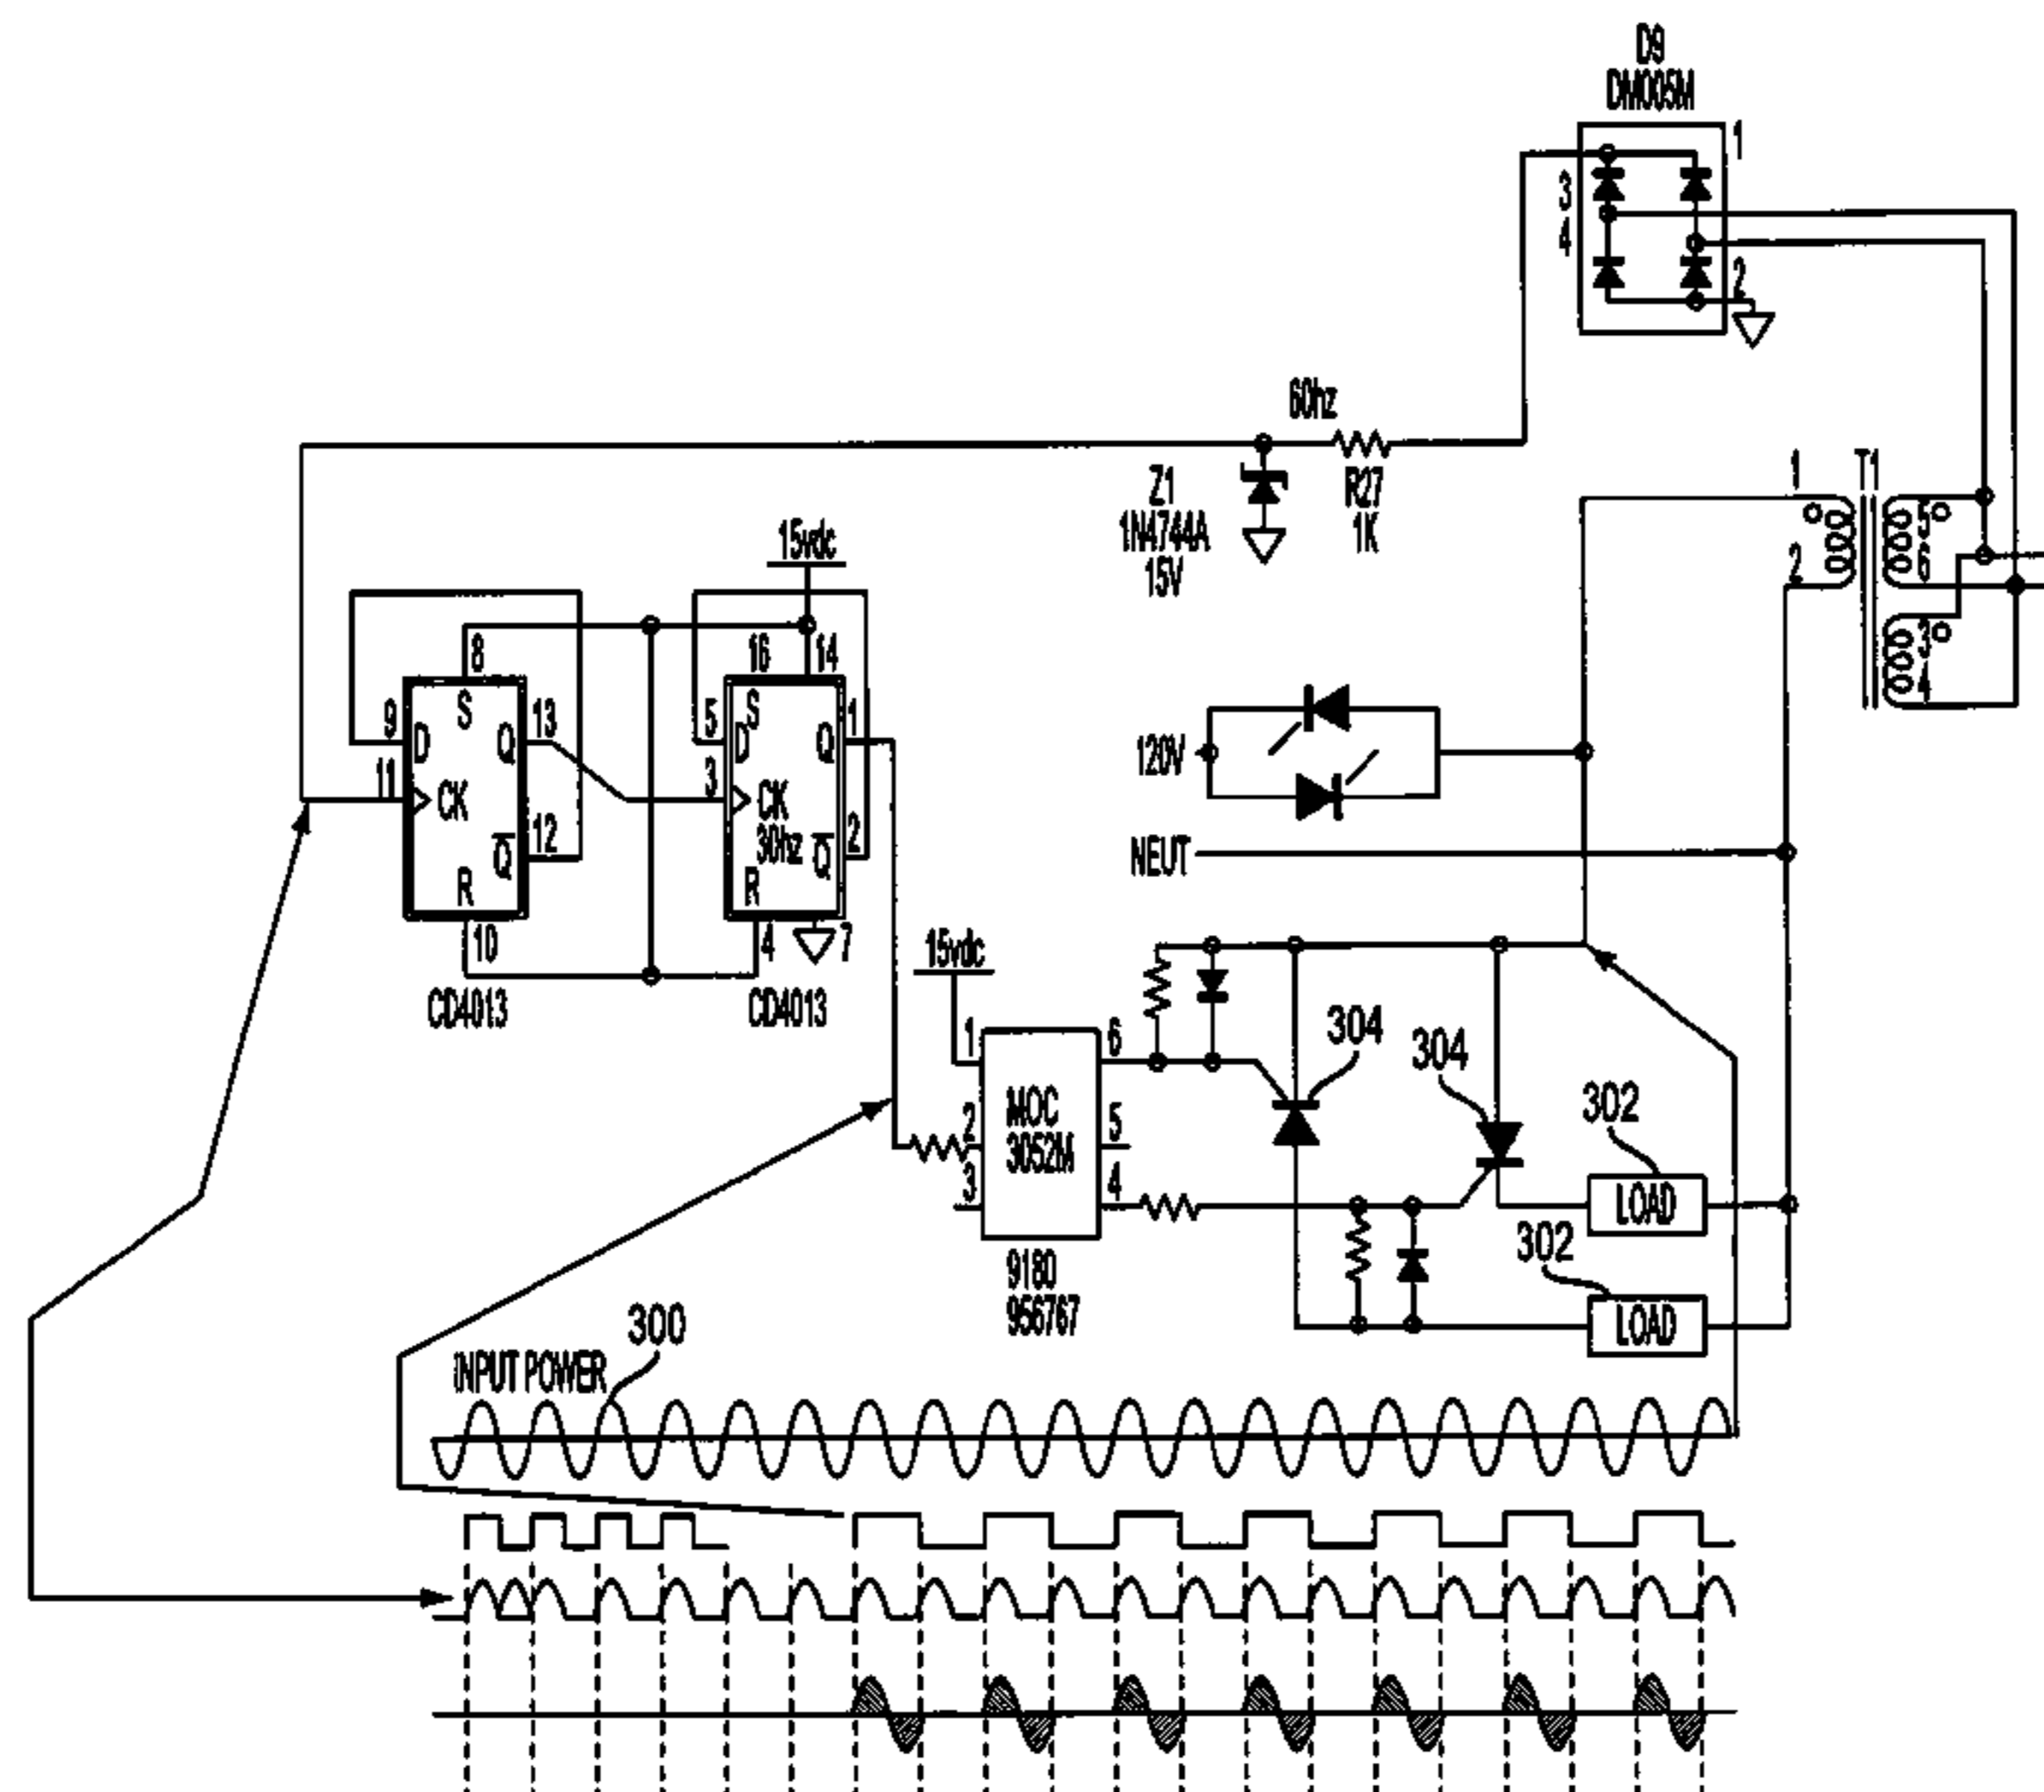 D9
DM005M
1
3
4
2
60hz
Z1
1N4744A
15V
R27
1K
1
T1
2
5
6
3
4
15vdc
8
16
14
9
S
13
5
S
1
D
Q
D
Q
11
CK
3
CK
30hz
12
Q
2
Q
R
R
10
4
7
CD4013
CD4013
120V
NEUT
15vdc
1
6
304
304
302
MOC
3052M
2
5
3
4
LOAD
302
LOAD
9180
956767
300
INPUT POWER